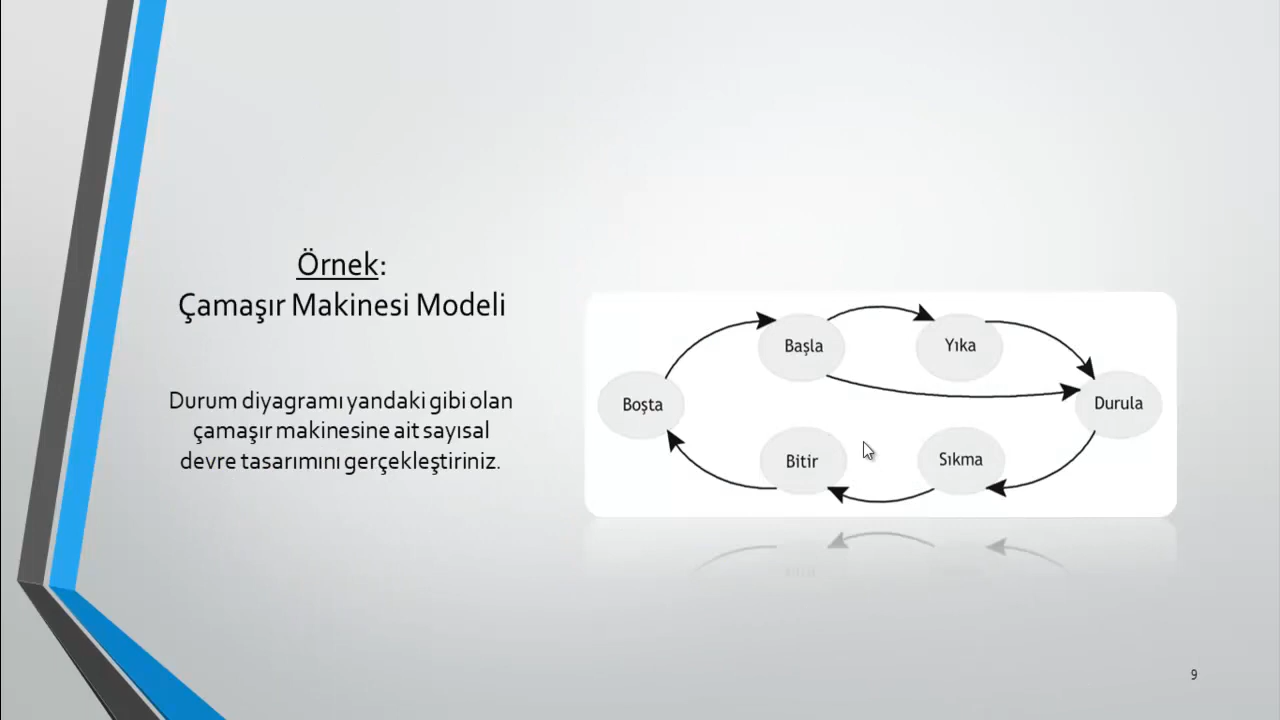 Örnek:
Çamaşır Makinesi Modeli
Durum diyagramı yandaki gibi olan
çamaşır makinesine ait sayısal
devre tasarımını gerçekleştiriniz.
Başla
Yıka
Boşta
Durula
Bitir
Sıkma
9